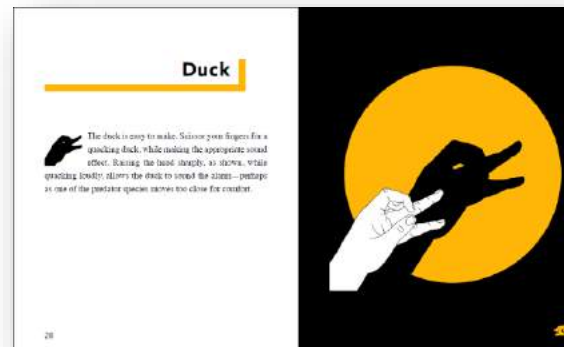 Duck
The duck is easy to make. Scissor your fingers for a
quacking duck, while making the appropriate sound
effect. Raising the head sharply, as shown, while
quacking loudly, allows the duck to sound the alarm—perhaps
as one of the predator species moves too close for comfort.
28